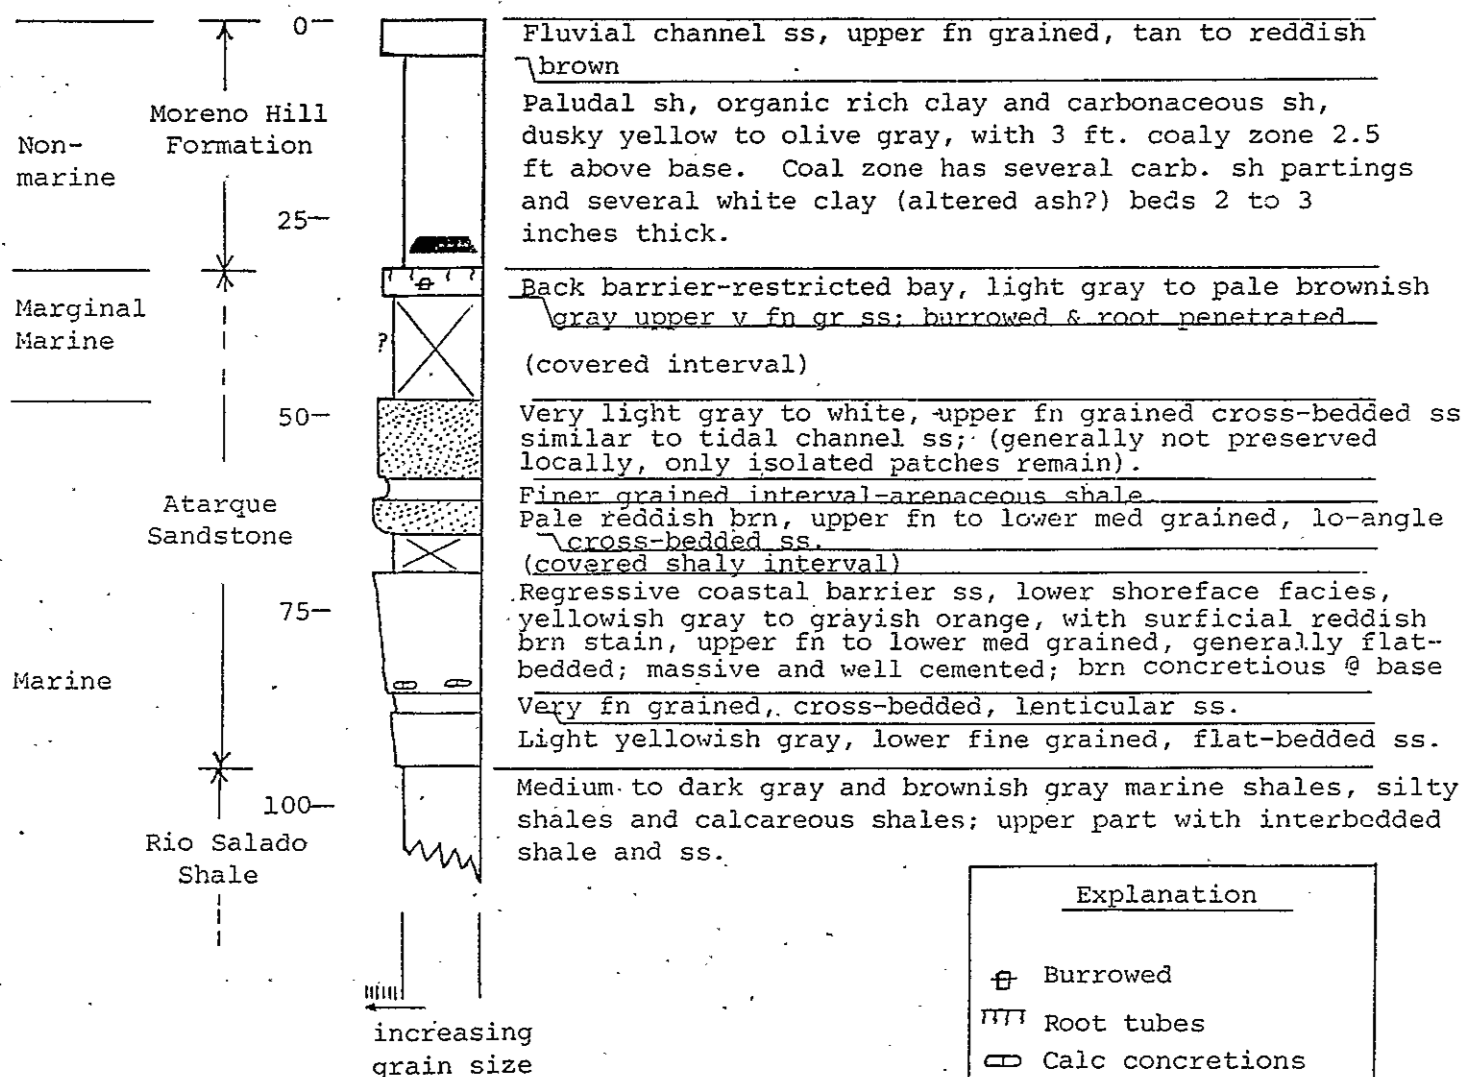 0—
Fluvial channel ss, upper fn grained, tan to reddish
brown
Moreno Hill
Formation
Non-
marine
Paludal sh, organic rich clay and carbonaceous sh,
dusky yellow to olive gray, with 3 ft. coaly zone 2.5
ft above base. Coal zone has several carb. sh partings
and several white clay (altered ash?) beds 2 to 3
inches thick.
25—
Back barrier-restricted bay, light gray to pale brownish
gray upper v fn gr ss; burrowed & root penetrated
Marginal
Marine
?
(covered interval)
50—
Very light gray to white, upper fn grained cross-bedded ss
similar to tidal channel ss; (generally not preserved
locally, only isolated patches remain).
Finer grained interval-arenaceous shale
Atarque
Sandstone
Pale reddish brn, upper fn to lower med grained, lo-angle
cross-bedded ss.
(covered shaly interval)
75—
Regressive coastal barrier ss, lower shoreface facies,
yellowish gray to grayish orange, with surficial reddish
brn stain, upper fn to lower med grained, generally flat-
bedded; massive and well cemented; brn concretious @ base
Marine
Very fn grained, cross-bedded, lenticular ss.
Light yellowish gray, lower fine grained, flat-bedded ss.
100—
Medium to dark gray and brownish gray marine shales, silty
shales and calcareous shales; upper part with interbedded
shale and ss.
Rio Salado
Shale
increasing
grain size
Explanation
Burrowed
Root tubes
Calc concretions